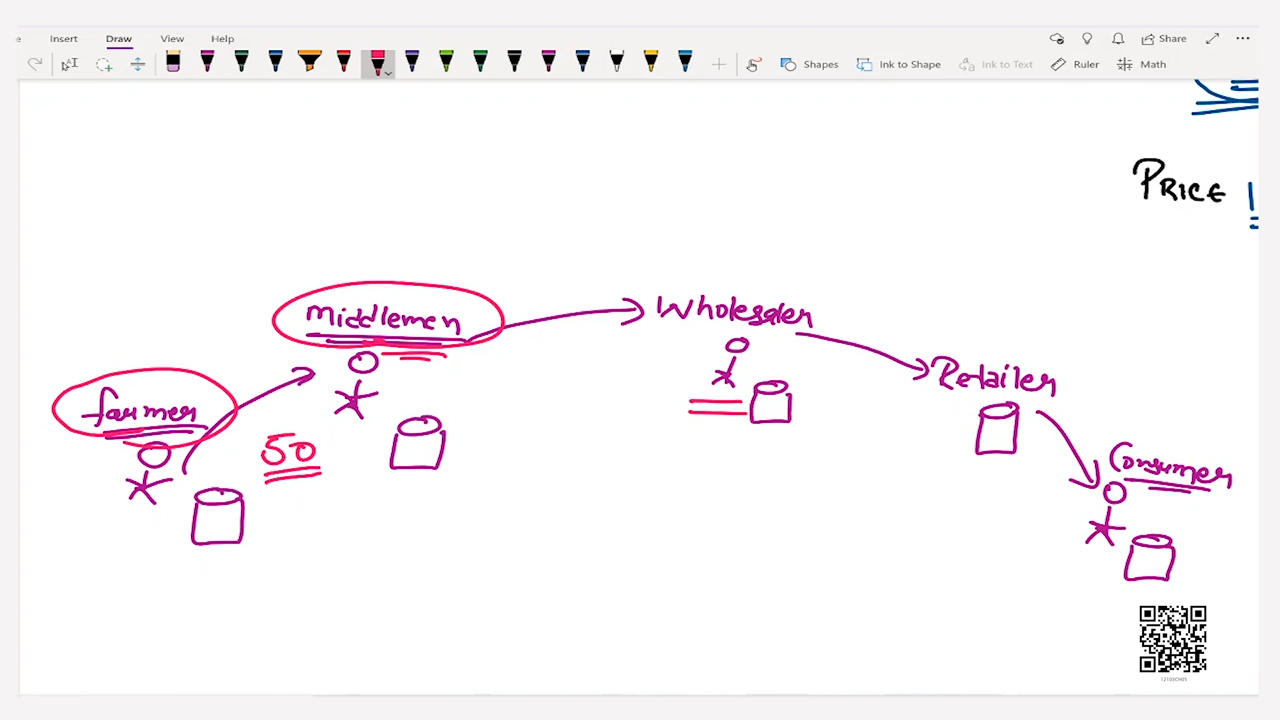 Insert Draw View Help
Share
Shapes Ink to Shape Ink to Text Ruler Math
PRICE
Middlemen
Wholesaler
Retailer
farmer
50
Consumer
12103CH05